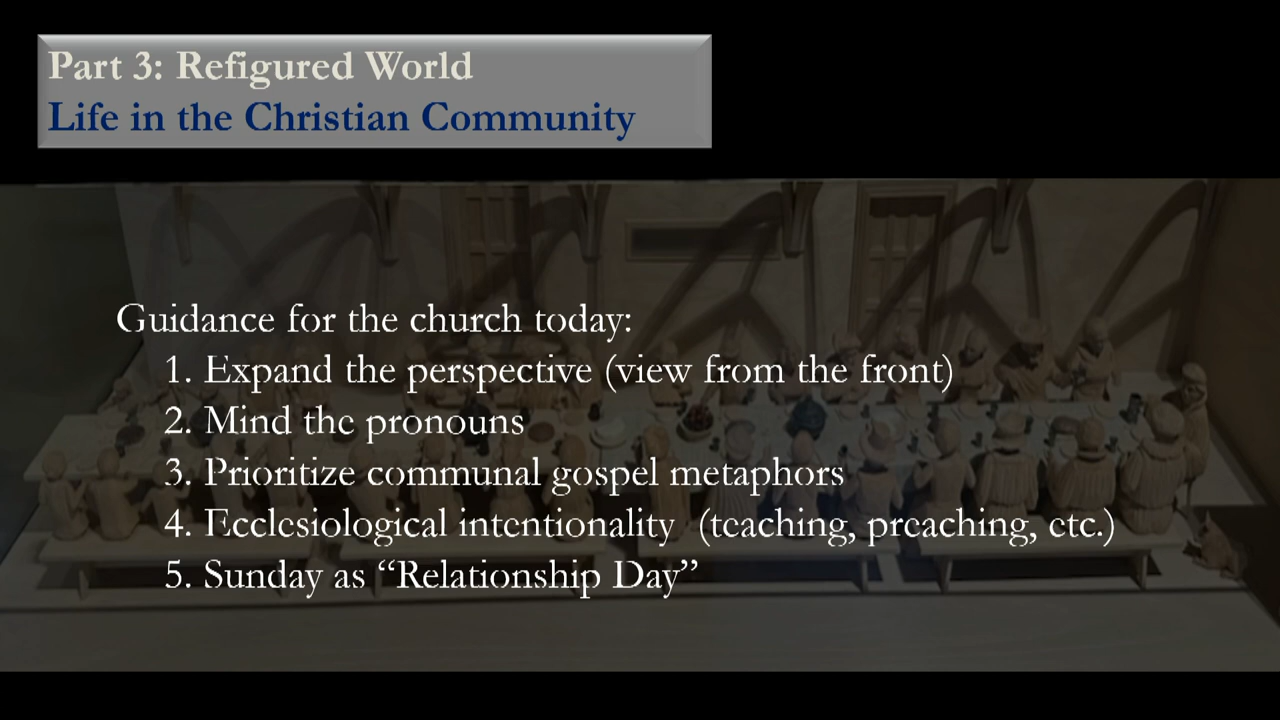 Part 3: Refigured World
Life in the Christian Community
Guidance for the church today:
1. Expand the perspective (view from the front)
2. Mind the pronouns
3. Prioritize communal gospel metaphors
4. Ecclesiological intentionality (teaching, preaching, etc.)
5. Sunday as “Relationship Day”